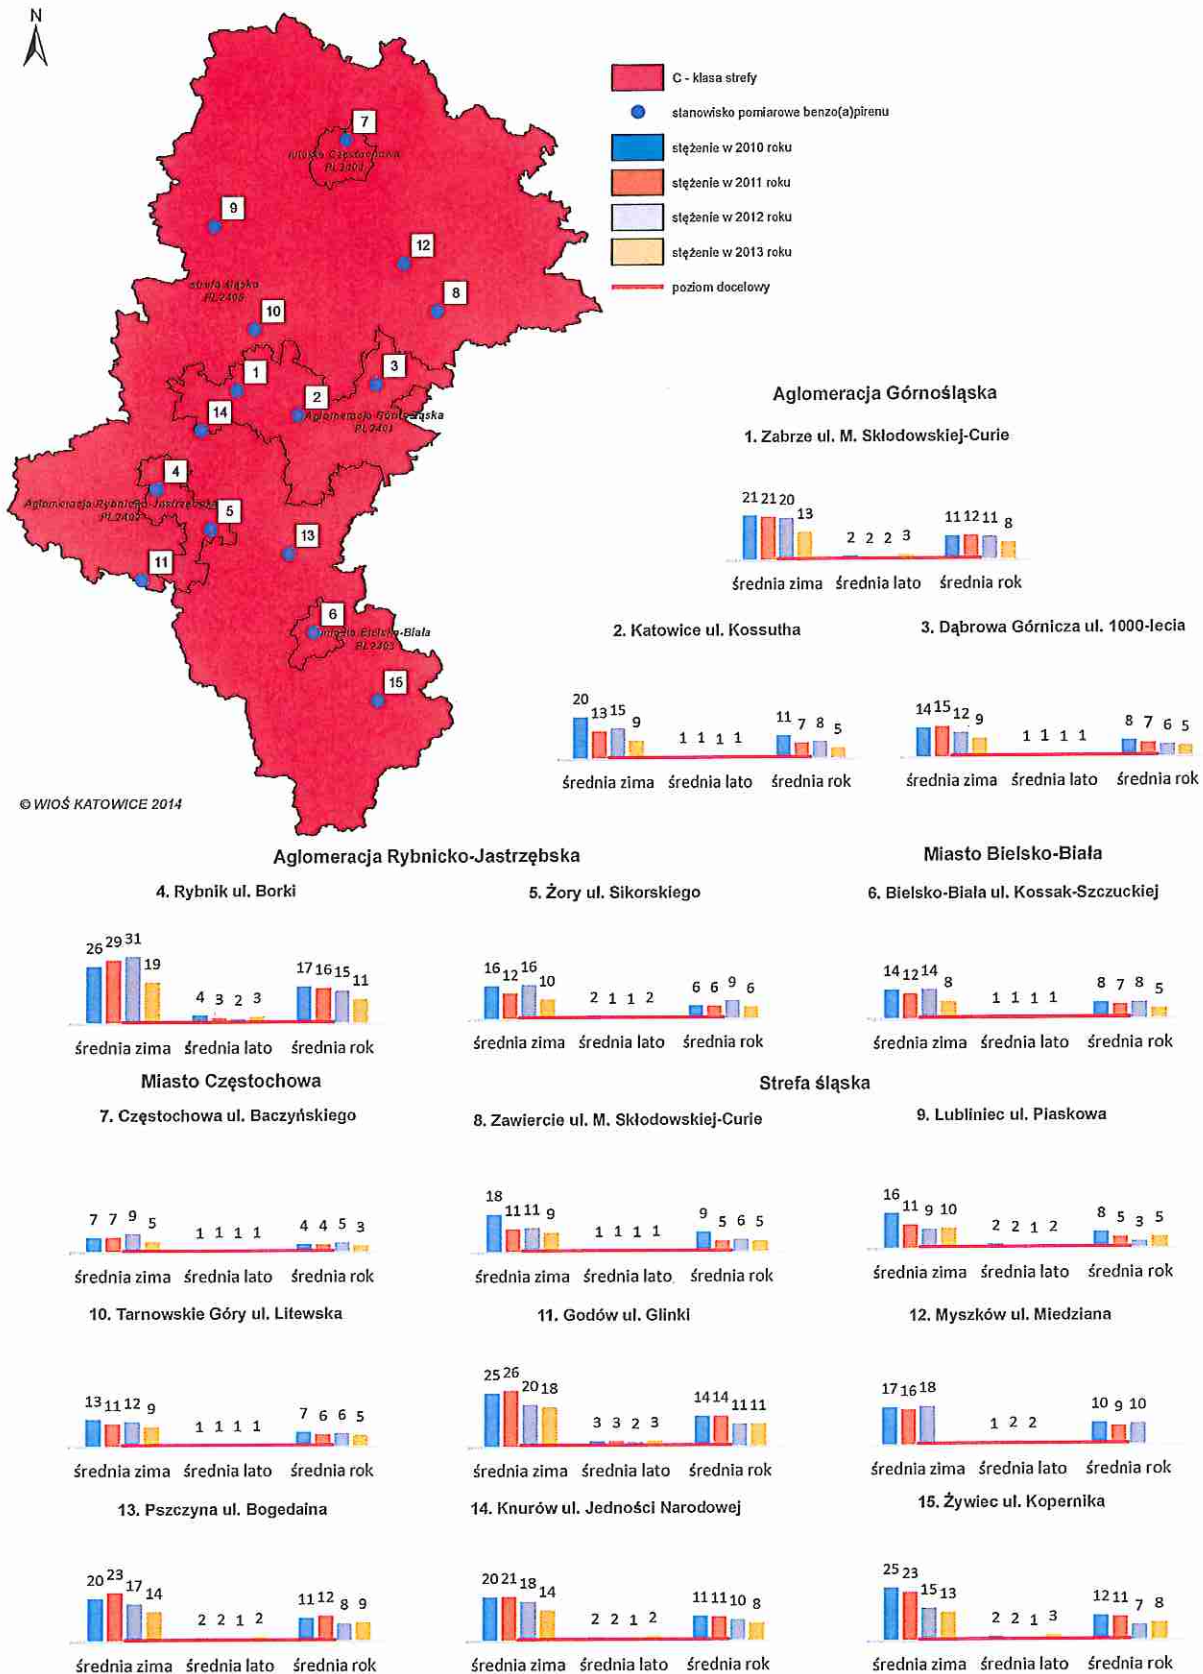 N
C - klasa strefy
stanowisko pomiarowe benzo(a)pirenu
stężenie w 2010 roku
stężenie w 2011 roku
stężenie w 2012 roku
stężenie w 2013 roku
poziom docelowy
7
miasto Częstochowa
PL2404
9
12
strefa śląska
PL2405
8
10
1
3
2
Aglomeracja Górnośląska
PL2401
14
4
Aglomeracja Rybnicko-Jastrzębska
PL2402
5
13
11
6
miasto Bielsko-Biała
PL2403
15
© WIOŚ KATOWICE 2014
Aglomeracja Górnośląska
1. Zabrze ul. M. Skłodowskiej-Curie
21 21 20 13 2 2 2 3 11 12 11 8
średnia zima średnia lato średnia rok
2. Katowice ul. Kossutha
20 13 15 9 1 1 1 1 11 7 8 5
średnia zima średnia lato średnia rok
3. Dąbrowa Górnicza ul. 1000-lecia
14 15 12 9 1 1 1 1 8 7 6 5
średnia zima średnia lato średnia rok
Aglomeracja Rybnicko-Jastrzębska
4. Rybnik ul. Borki
26 29 31 19 4 3 2 3 17 16 15 11
średnia zima średnia lato średnia rok
5. Żory ul. Sikorskiego
16 12 16 10 2 1 1 2 6 6 9 6
średnia zima średnia lato średnia rok
Miasto Bielsko-Biała
6. Bielsko-Biała ul. Kossak-Szczuckiej
14 12 14 8 1 1 1 1 8 7 8 5
średnia zima średnia lato średnia rok
Miasto Częstochowa
7. Częstochowa ul. Baczyńskiego
7 7 9 5 1 1 1 1 4 4 5 3
średnia zima średnia lato średnia rok
Strefa śląska
8. Zawiercie ul. M. Skłodowskiej-Curie
18 11 11 9 1 1 1 1 9 5 6 5
średnia zima średnia lato średnia rok
9. Lubliniec ul. Piaskowa
16 11 9 10 2 2 1 2 8 5 3 5
średnia zima średnia lato średnia rok
10. Tarnowskie Góry ul. Litewska
13 11 12 9 1 1 1 1 7 6 6 5
średnia zima średnia lato średnia rok
11. Godów ul. Glinki
25 26 20 18 3 3 2 3 14 14 11 11
średnia zima średnia lato średnia rok
12. Myszków ul. Miedziana
17 16 18 1 2 2 10 9 10
średnia zima średnia lato średnia rok
13. Pszczyna ul. Bogedaina
20 23 17 14 2 2 1 2 11 12 8 9
średnia zima średnia lato średnia rok
14. Knurów ul. Jedności Narodowej
20 21 18 14 2 2 1 2 11 11 10 8
średnia zima średnia lato średnia rok
15. Żywiec ul. Kopernika
25 23 15 13 2 2 1 3 12 11 7 8
średnia zima średnia lato średnia rok